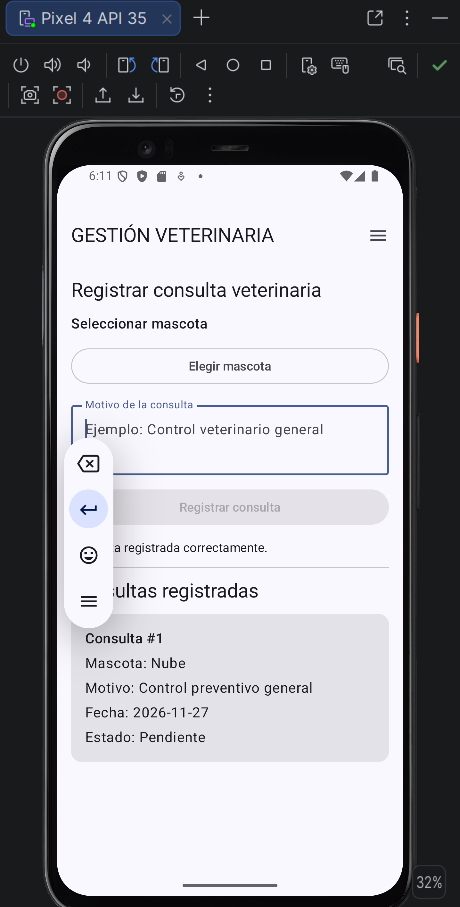 Pixel 4 API 35
6:11
GESTIÓN VETERINARIA
Registrar consulta veterinaria
Seleccionar mascota
Elegir mascota
Motivo de la consulta
Ejemplo: Control veterinario general
Registrar consulta
a registrada correctamente.
sultas registradas
Consulta #1
Mascota: Nube
Motivo: Control preventivo general
Fecha: 2026-11-27
Estado: Pendiente
32%